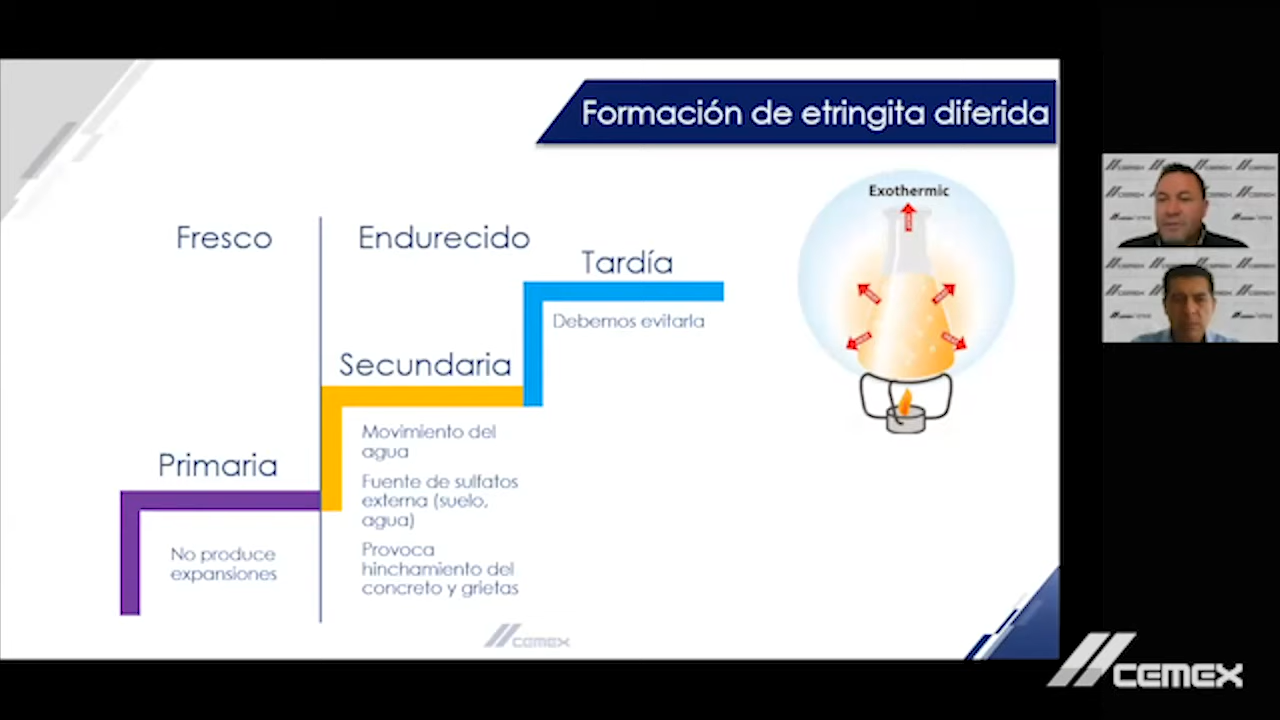 Formación de etringita diferida
Exothermic
Fresco
Endurecido
Tardía
Debemos evitarla
Secundaria
Movimiento del
agua
Fuente de sulfatos
externa (suelo,
agua)
Provoca
hinchamiento del
concreto y grietas
Primaria
No produce
expansiones
CEMEX
CEMEX